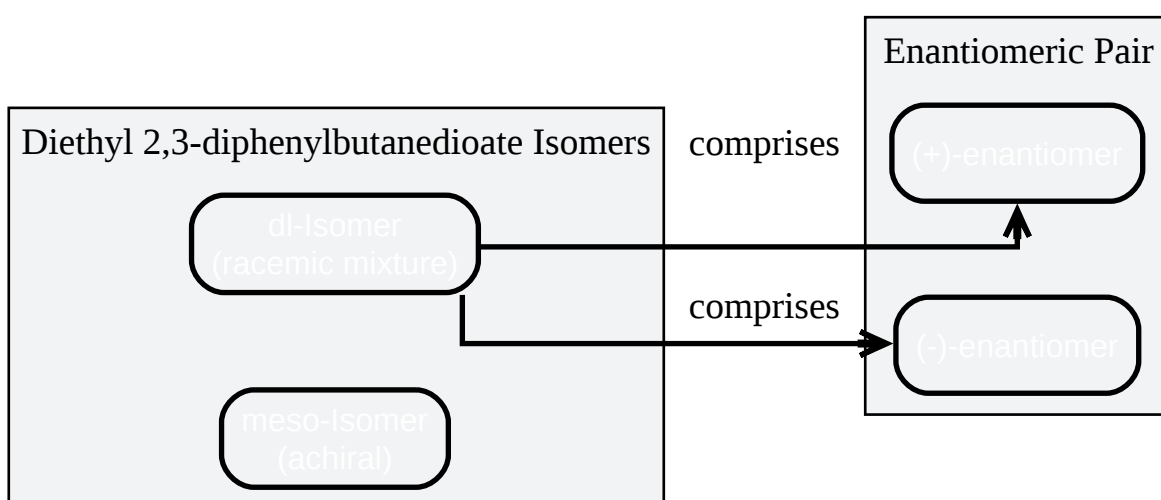 Enantiomeric Pair
Diethyl 2,3-diphenylbutanedioate Isomers
comprises
(+)-enantiomer
dl-Isomer
(racemic mixture)
comprises
(-)-enantiomer
meso-Isomer
(achiral)